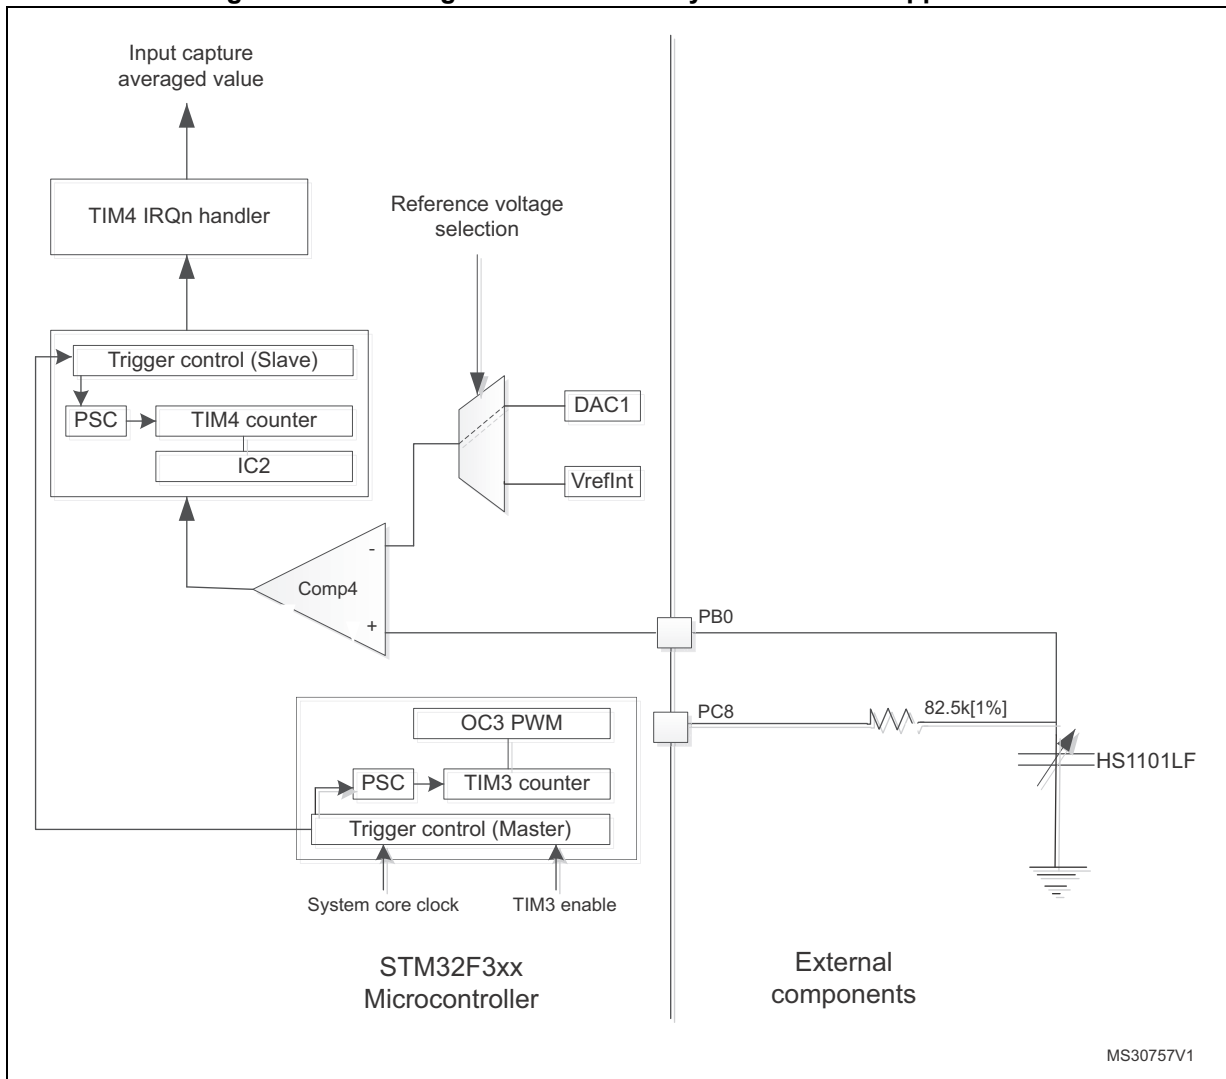 Input capture
averaged value
TIM4 IRQn handler
Reference voltage
selection
Trigger control (Slave)
PSC
TIM4 counter
IC2
DAC1
VrefInt
-
Comp4
+
PB0
PC8
82.5k[1%]
HS1101LF
OC3 PWM
PSC
TIM3 counter
Trigger control (Master)
System core clock
TIM3 enable
STM32F3xx
Microcontroller
External
components
MS30757V1